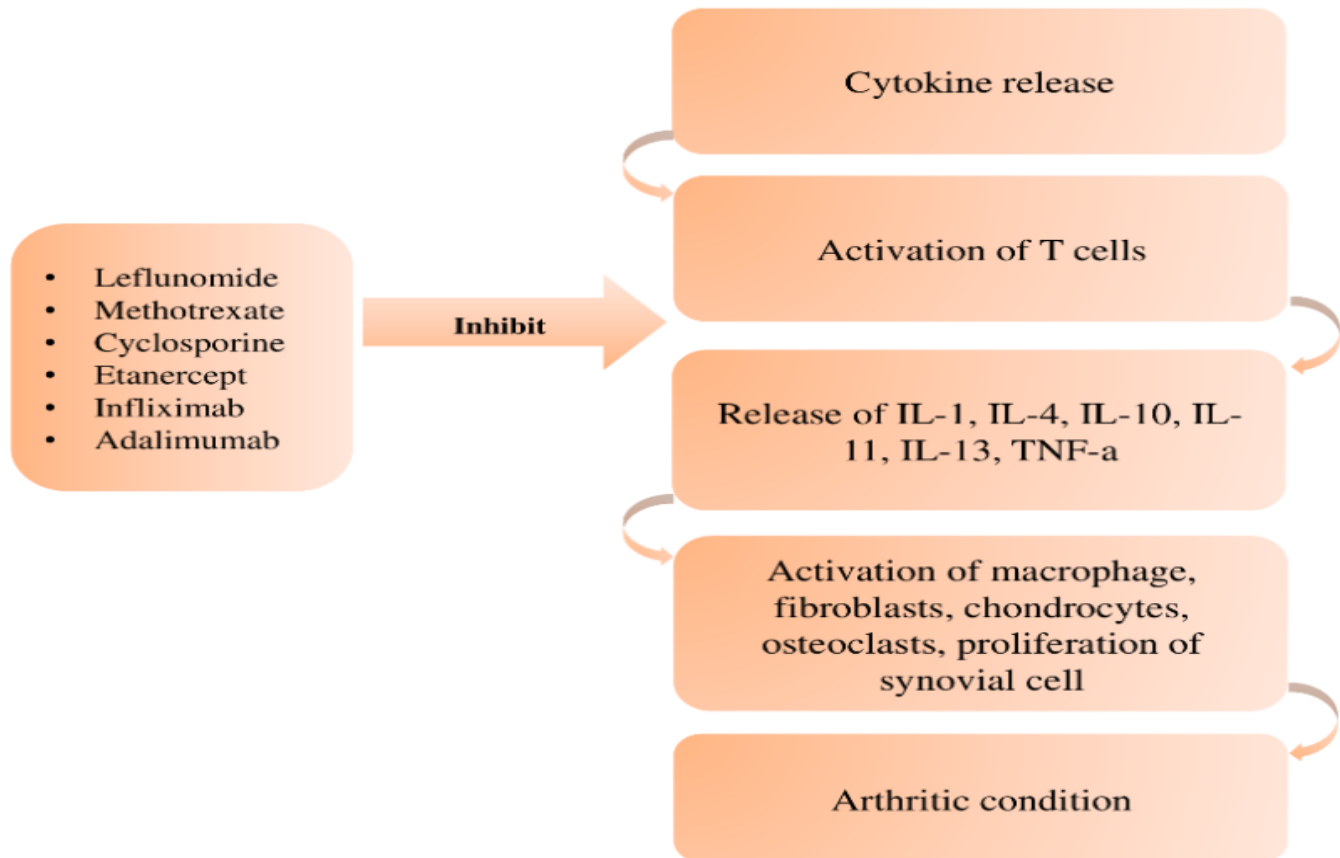 Cytokine release
Activation of T cells
• Leflunomide
• Methotrexate
• Cyclosporine
• Etanercept
• Infliximab
• Adalimumab
Inhibit
Release of IL-1, IL-4, IL-10, IL-
11, IL-13, TNF-a
Activation of macrophage,
fibroblasts, chondrocytes,
osteoclasts, proliferation of
synovial cell
Arthritic condition